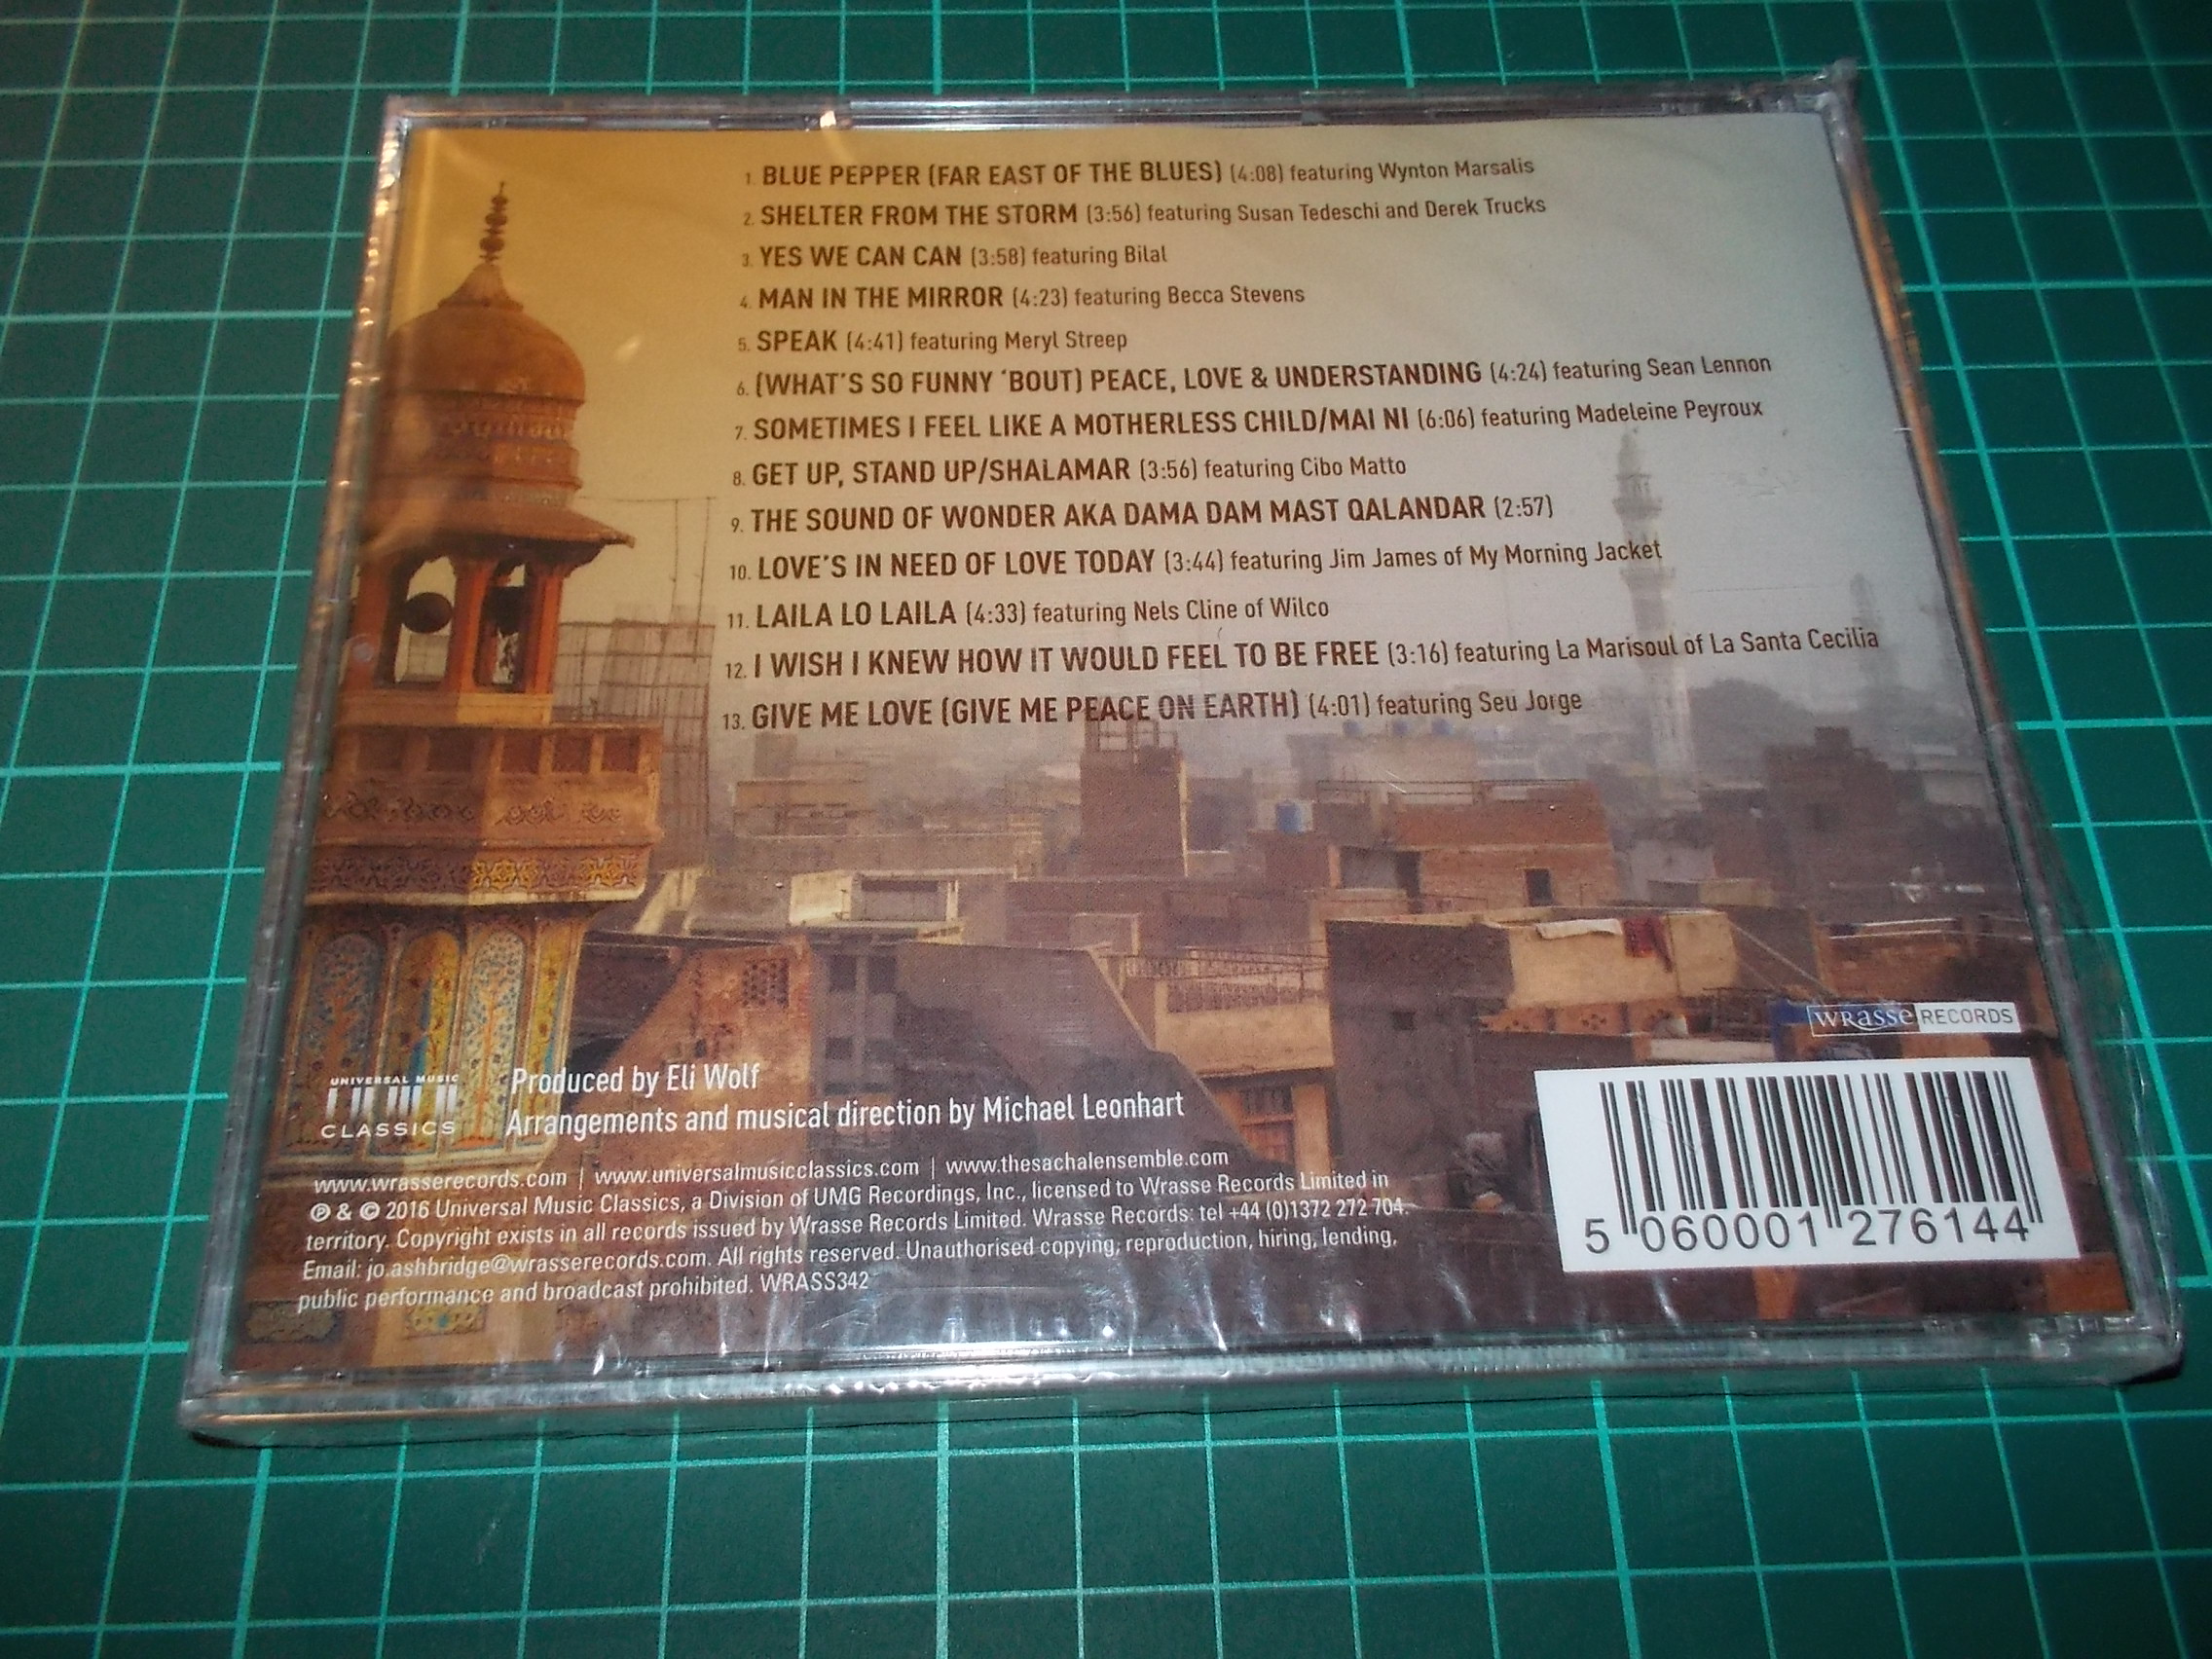 1. BLUE PEPPER (FAR EAST OF THE BLUES) (4:08) featuring Wynton Marsalis
2. SHELTER FROM THE STORM (3:56) featuring Susan Tedeschi and Derek Trucks
3. YES WE CAN CAN (3:58) featuring Bilal
4. MAN IN THE MIRROR (4:23) featuring Becca Stevens
5. SPEAK (4:41) featuring Meryl Streep
6. (WHAT'S SO FUNNY 'BOUT) PEACE, LOVE & UNDERSTANDING (4:24) featuring Sean Lennon
7. SOMETIMES I FEEL LIKE A MOTHERLESS CHILD/MAI NI (6:06) featuring Madeleine Peyroux
8. GET UP, STAND UP/SHALAMAR (3:56) featuring Cibo Matto
9. THE SOUND OF WONDER AKA DAMA DAM MAST QALANDAR (2:57)
10. LOVE'S IN NEED OF LOVE TODAY (3:44) featuring Jim James of My Morning Jacket
11. LAILA LO LAILA (4:33) featuring Nels Cline of Wilco
12. I WISH I KNEW HOW IT WOULD FEEL TO BE FREE (3:16) featuring La Marisoul of La Santa Cecilia
13. GIVE ME LOVE (GIVE ME PEACE ON EARTH) (4:01) featuring Seu Jorge
wrasse RECORDS
UNIVERSAL MUSIC
CLASSICS
Produced by Eli Wolf
Arrangements and musical direction by Michael Leonhart
www.wrasserecords.com | www.universalmusicclassics.com | www.thesachalensemble.com
℗ & © 2016 Universal Music Classics, a Division of UMG Recordings, Inc., licensed to Wrasse Records Limited in
territory. Copyright exists in all records issued by Wrasse Records Limited. Wrasse Records: tel +44 (0)1372 272 704.
Email: jo.ashbridge@wrasserecords.com. All rights reserved. Unauthorised copying, reproduction, hiring, lending,
public performance and broadcast prohibited. WRASS342
5 060001 276144